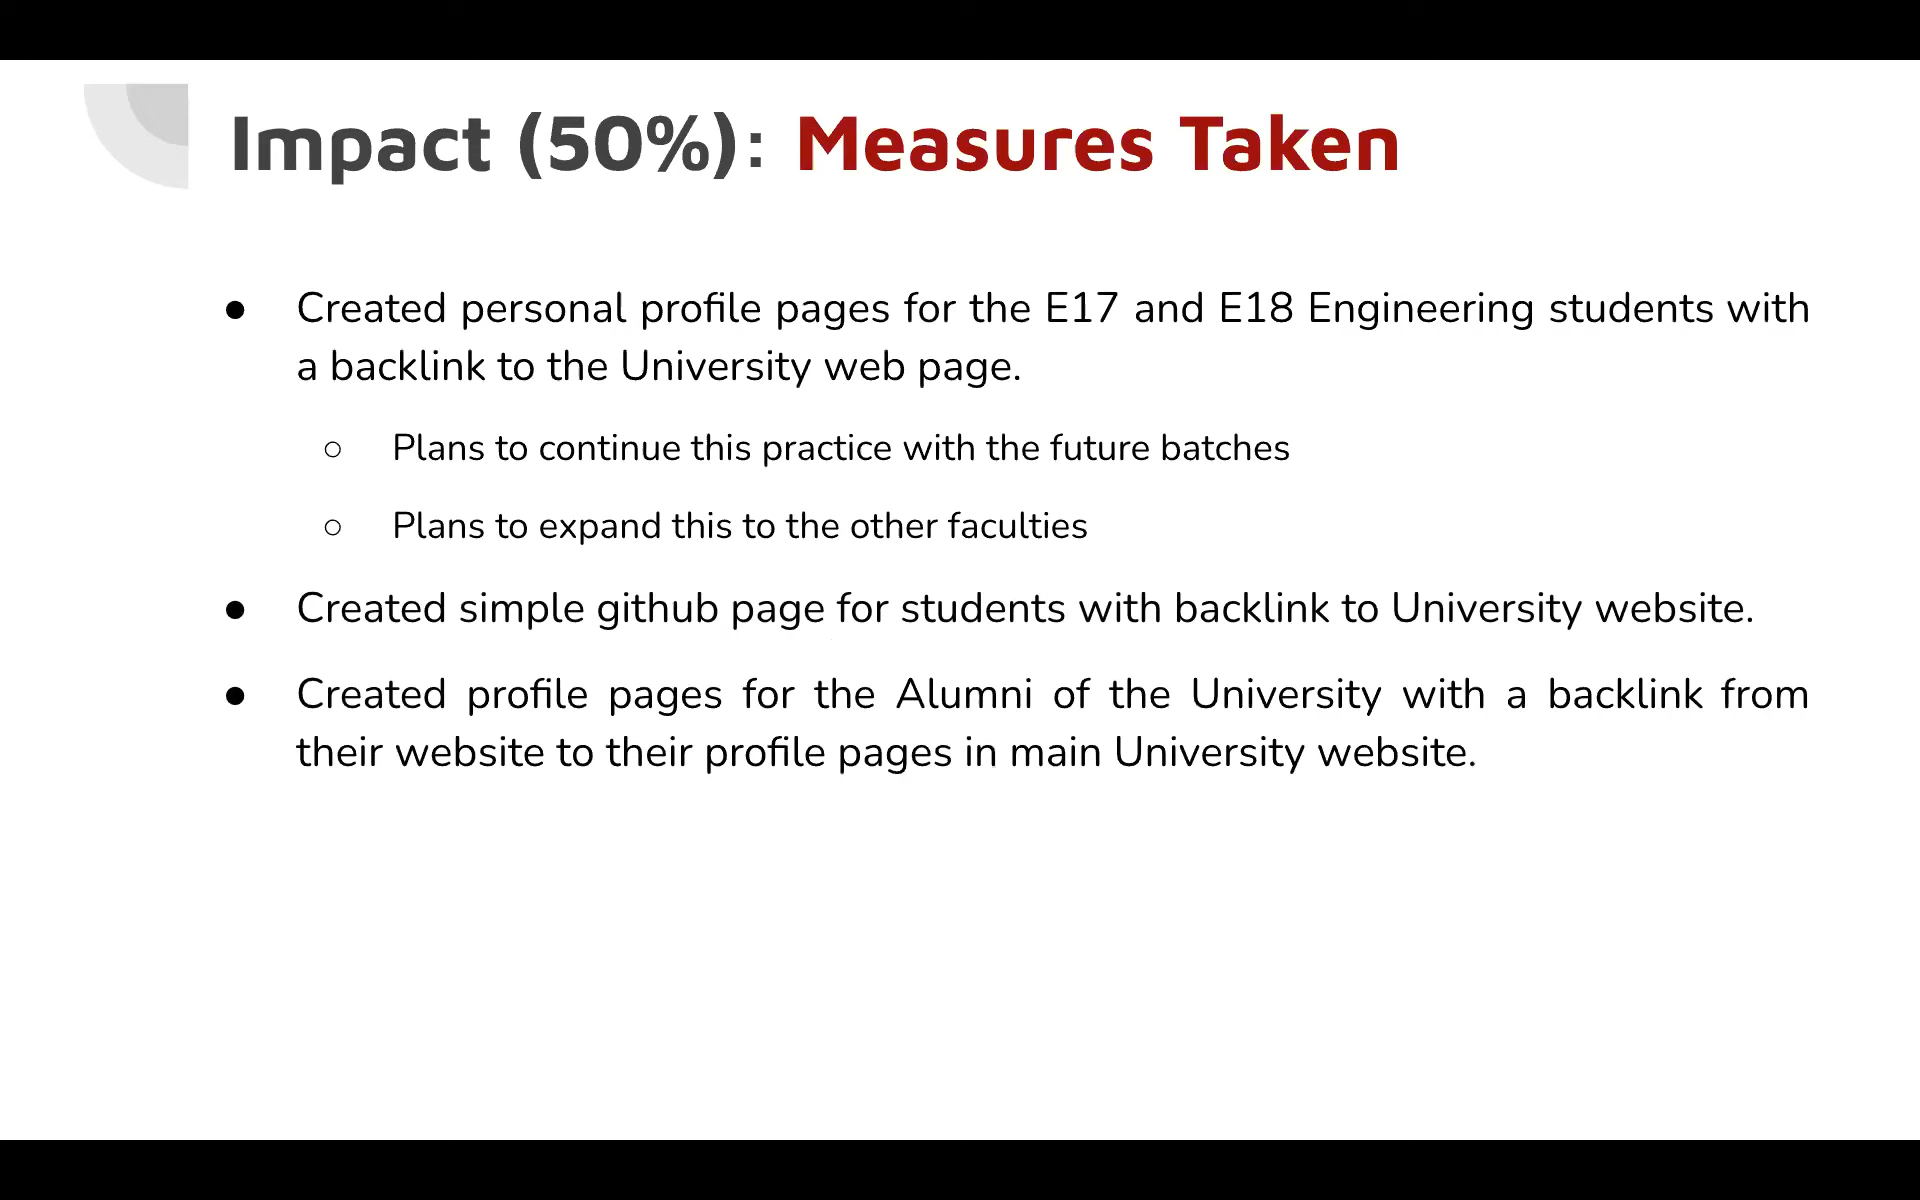 Impact (50%): Measures Taken
● Created personal profile pages for the E17 and E18 Engineering students with
a backlink to the University web page.
○ Plans to continue this practice with the future batches
○ Plans to expand this to the other faculties
● Created simple github page for students with backlink to University website.
● Created profile pages for the Alumni of the University with a backlink from
their website to their profile pages in main University website.